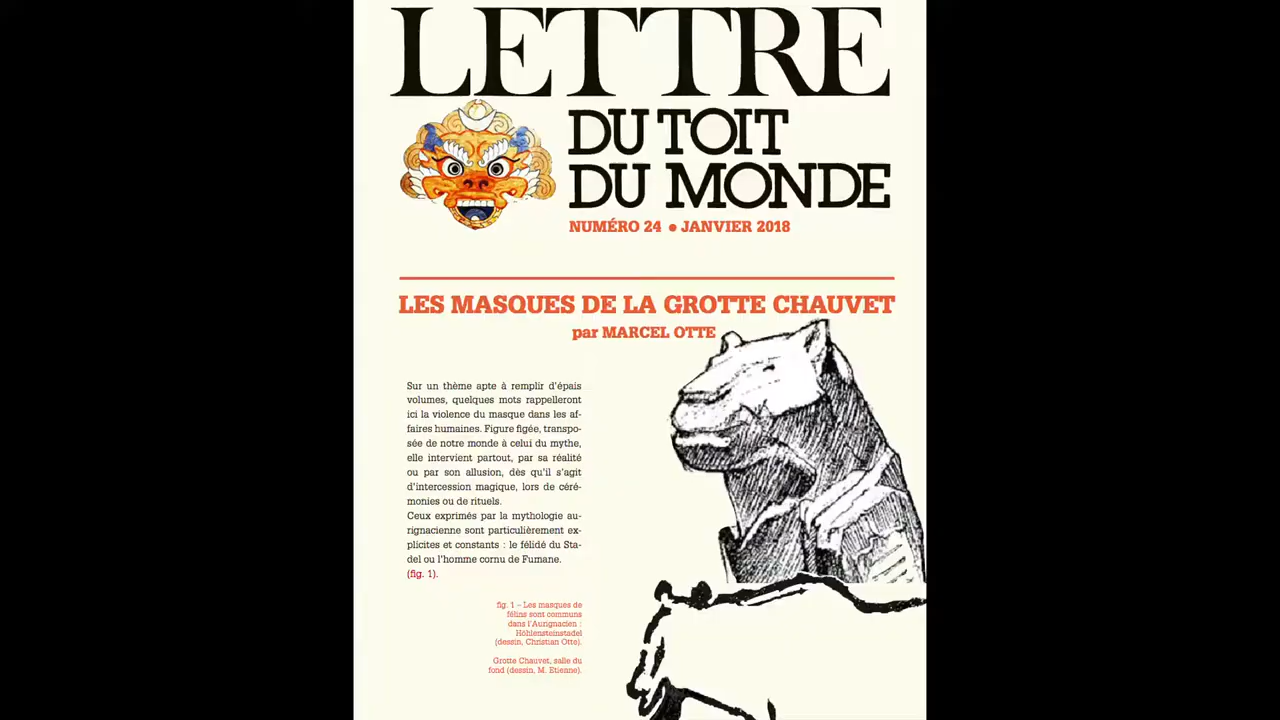 LETTRE
DU TOIT
DU MONDE
NUMÉRO 24 ● JANVIER 2018
LES MASQUES DE LA GROTTE CHAUVET
par MARCEL OTTE
Sur un thème apte à remplir d'épais
volumes, quelques mots rappelleront
ici la violence du masque dans les af-
faires humaines. Figure figée, transpo-
sée de notre monde à celui du mythe,
elle intervient partout, par sa réalité
ou par son allusion, dès qu'il s'agit
d'intercession magique, lors de céré-
monies ou de rituels.
Ceux exprimés par la mythologie au-
rignacienne sont particulièrement ex-
plicites et constants : le félidé du Sta-
del ou l'homme cornu de Fumane.
(fig. 1).
fig. 1 – Les masques de
félins sont communs
dans l'Aurignacien :
Höhlensteinstadel
(dessin, Christian Otte).
Grotte Chauvet, salle du
fond (dessin, M. Etienne).